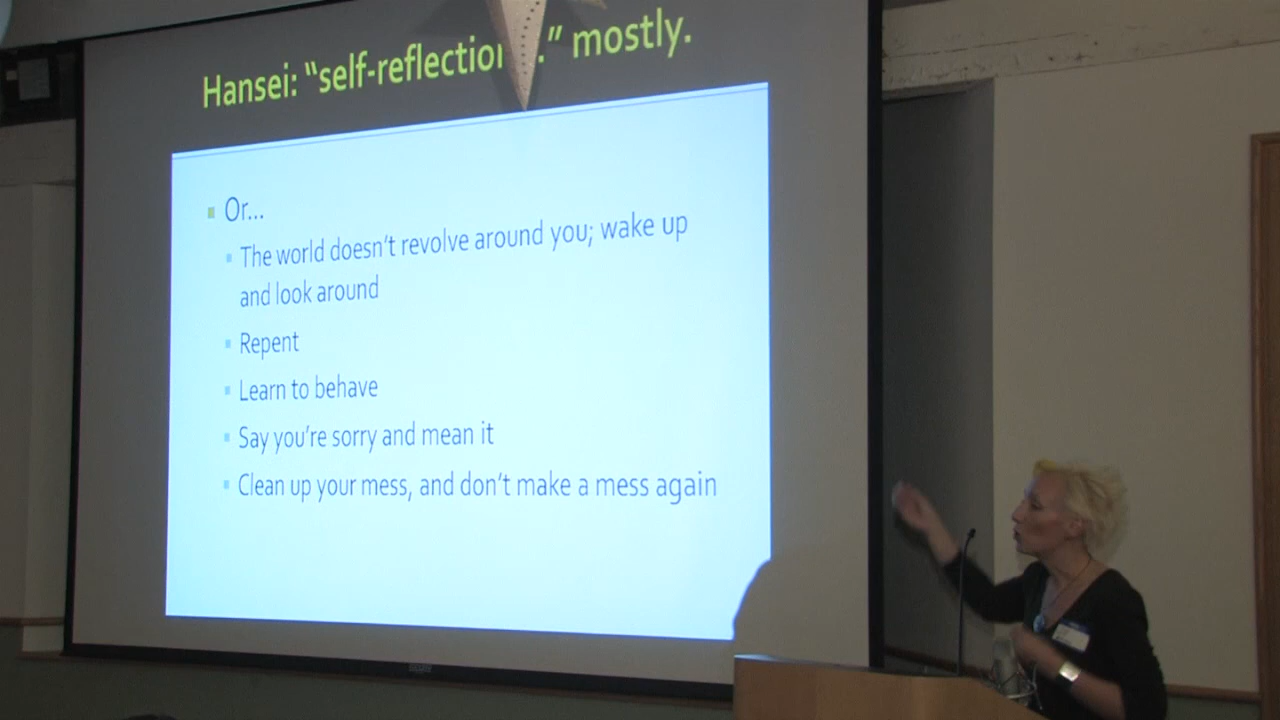 Hansei: "self-reflection." mostly.
Or...
The world doesn't revolve around you; wake up
and look around
Repent
Learn to behave
Say you're sorry and mean it
Clean up your mess, and don't make a mess again